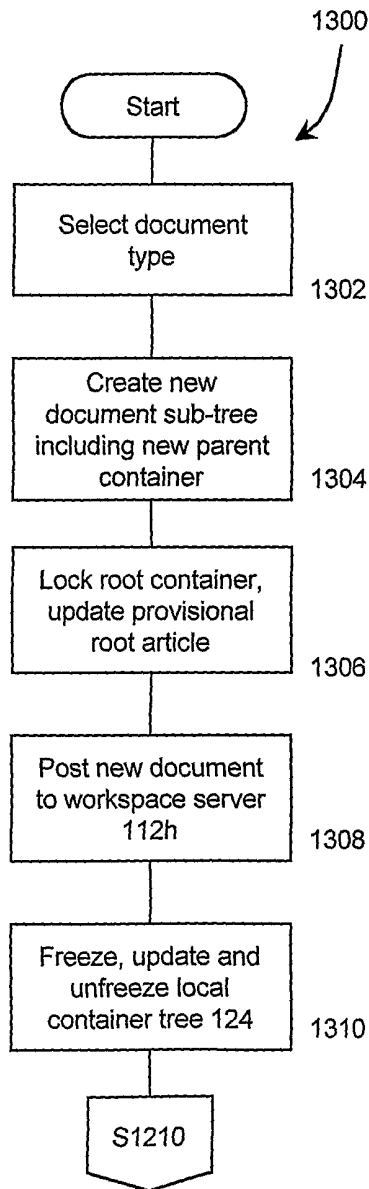 1300
Start
Select document
type
1302
Create new
document sub-tree
including new parent
container
1304
Lock root container,
update provisional
root article
1306
Post new document
to workspace server
112h
1308
Freeze, update and
unfreeze local
container tree 124
1310
S1210